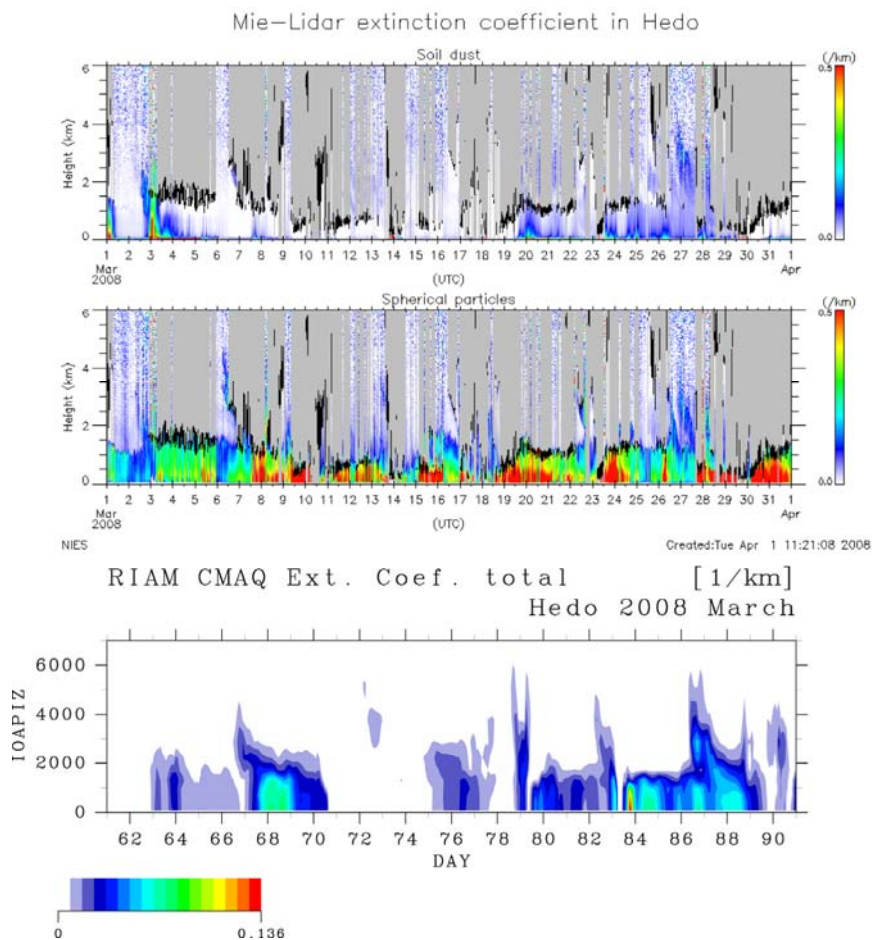 Mie-Lidar extinction coefficient in Hedo
Soil dust
(/km)
6
4
2
0
Height (km)
0.5
0.0
1 2 3 4 5 6 7 8 9 10 11 12 13 14 15 16 17 18 19 20 21 22 23 24 25 26 27 28 29 30 31 1
Mar
2008
(UTC)
Apr
Spherical particles
(/km)
6
4
2
0
Height (km)
0.5
0.0
1 2 3 4 5 6 7 8 9 10 11 12 13 14 15 16 17 18 19 20 21 22 23 24 25 26 27 28 29 30 31 1
Mar
2008
(UTC)
Apr
NIES
Created:Tue Apr 1 11:21:08 2008
RIAM CMAQ Ext. Coef. total [1/km]
Hedo 2008 March
6000
4000
2000
0
IOAPIZ
62 64 66 68 70 72 74 76 78 80 82 84 86 88 90
DAY
0 0.136